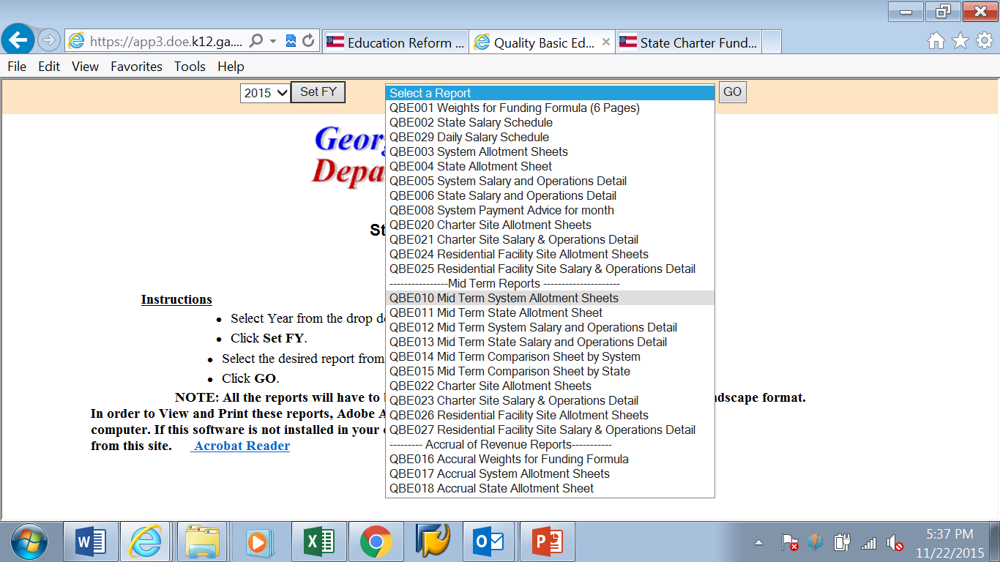 https://app3.doe.k12.ga....
Education Reform ...
Quality Basic Ed...
State Charter Fund...
File Edit View Favorites Tools Help
2015 Set FY
Select a Report
GO
QBE001 Weights for Funding Formula (6 Pages)
QBE002 State Salary Schedule
QBE029 Daily Salary Schedule
QBE003 System Allotment Sheets
QBE004 State Allotment Sheet
QBE005 System Salary and Operations Detail
QBE006 State Salary and Operations Detail
QBE008 System Payment Advice for month
QBE020 Charter Site Allotment Sheets
QBE021 Charter Site Salary & Operations Detail
QBE024 Residential Facility Site Allotment Sheets
QBE025 Residential Facility Site Salary & Operations Detail
----------------Mid Term Reports ---------------------
QBE010 Mid Term System Allotment Sheets
QBE011 Mid Term State Allotment Sheet
QBE012 Mid Term System Salary and Operations Detail
QBE013 Mid Term State Salary and Operations Detail
QBE014 Mid Term Comparison Sheet by System
QBE015 Mid Term Comparison Sheet by State
QBE022 Charter Site Allotment Sheets
QBE023 Charter Site Salary & Operations Detail
QBE026 Residential Facility Site Allotment Sheets
QBE027 Residential Facility Site Salary & Operations Detail
--------- Accrual of Revenue Reports-----------
QBE016 Accural Weights for Funding Formula
QBE017 Accrual System Allotment Sheets
QBE018 Accrual State Allotment Sheet
Geor
Depa
St
Instructions
• Select Year from the drop d
• Click Set FY.
• Select the desired report from
• Click GO.
NOTE: All the reports will have to ndscape format.
In order to View and Print these reports, Adobe A
computer. If this software is not installed in your
from this site. Acrobat Reader
5:37 PM
11/22/2015